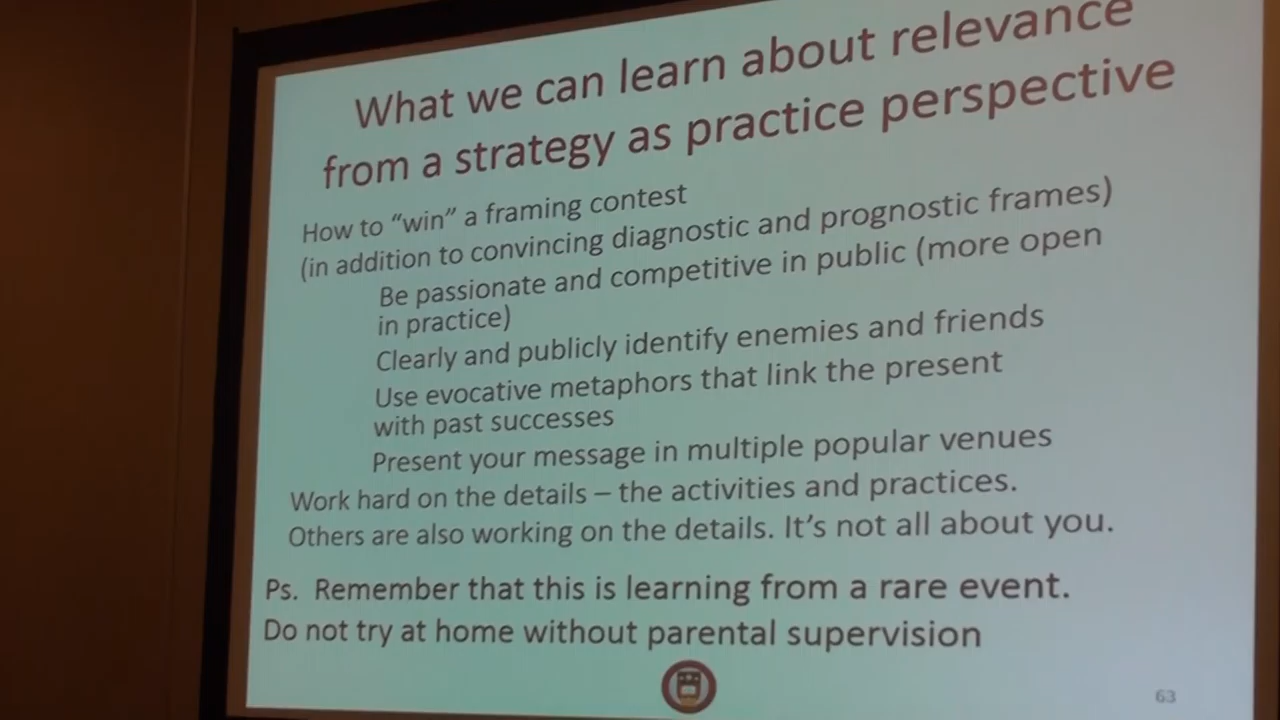 What we can learn about relevance
from a strategy as practice perspective
How to “win” a framing contest
(in addition to convincing diagnostic and prognostic frames)
Be passionate and competitive in public (more open
in practice)
Clearly and publicly identify enemies and friends
Use evocative metaphors that link the present
with past successes
Present your message in multiple popular venues
Work hard on the details – the activities and practices.
Others are also working on the details. It’s not all about you.
Ps. Remember that this is learning from a rare event.
Do not try at home without parental supervision
63